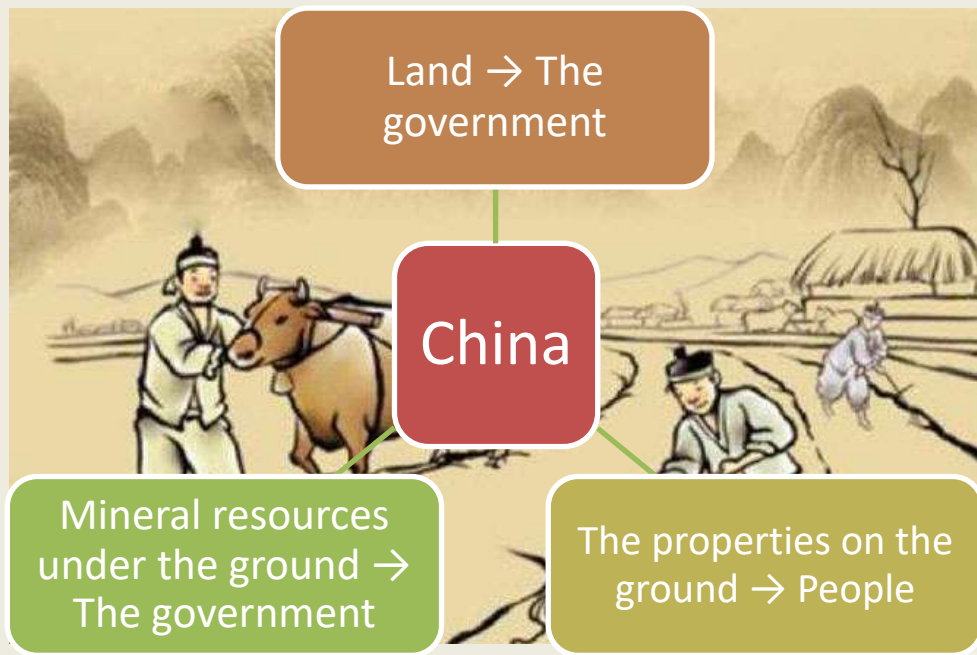 Land → The
government
China
Mineral resources
under the ground →
The government
The properties on the
ground → People